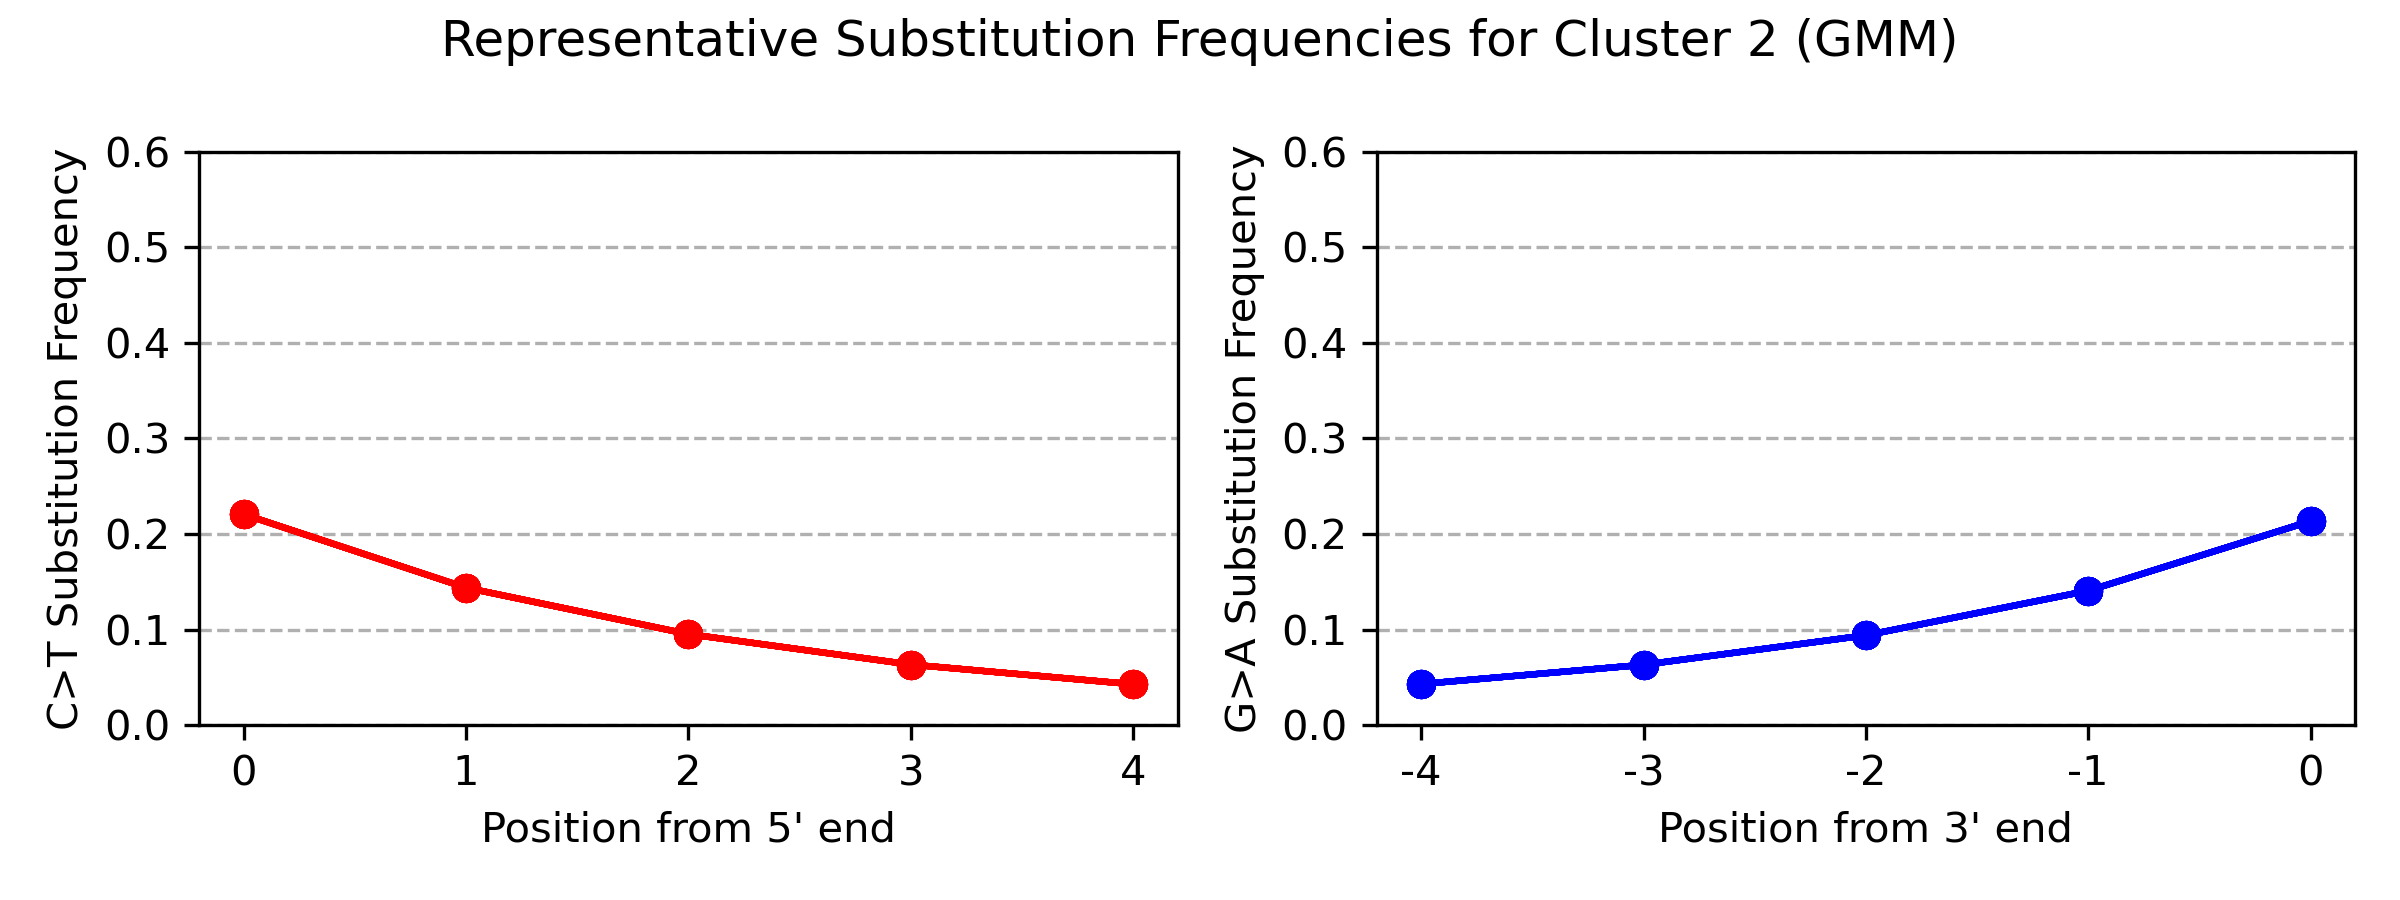 Representative Substitution Frequencies for Cluster 2 (GMM)
C>T Substitution Frequency
0.6
0.5
0.4
0.3
0.2
0.1
0.0
0 1 2 3 4
Position from 5' end
G>A Substitution Frequency
0.6
0.5
0.4
0.3
0.2
0.1
0.0
-4 -3 -2 -1 0
Position from 3' end